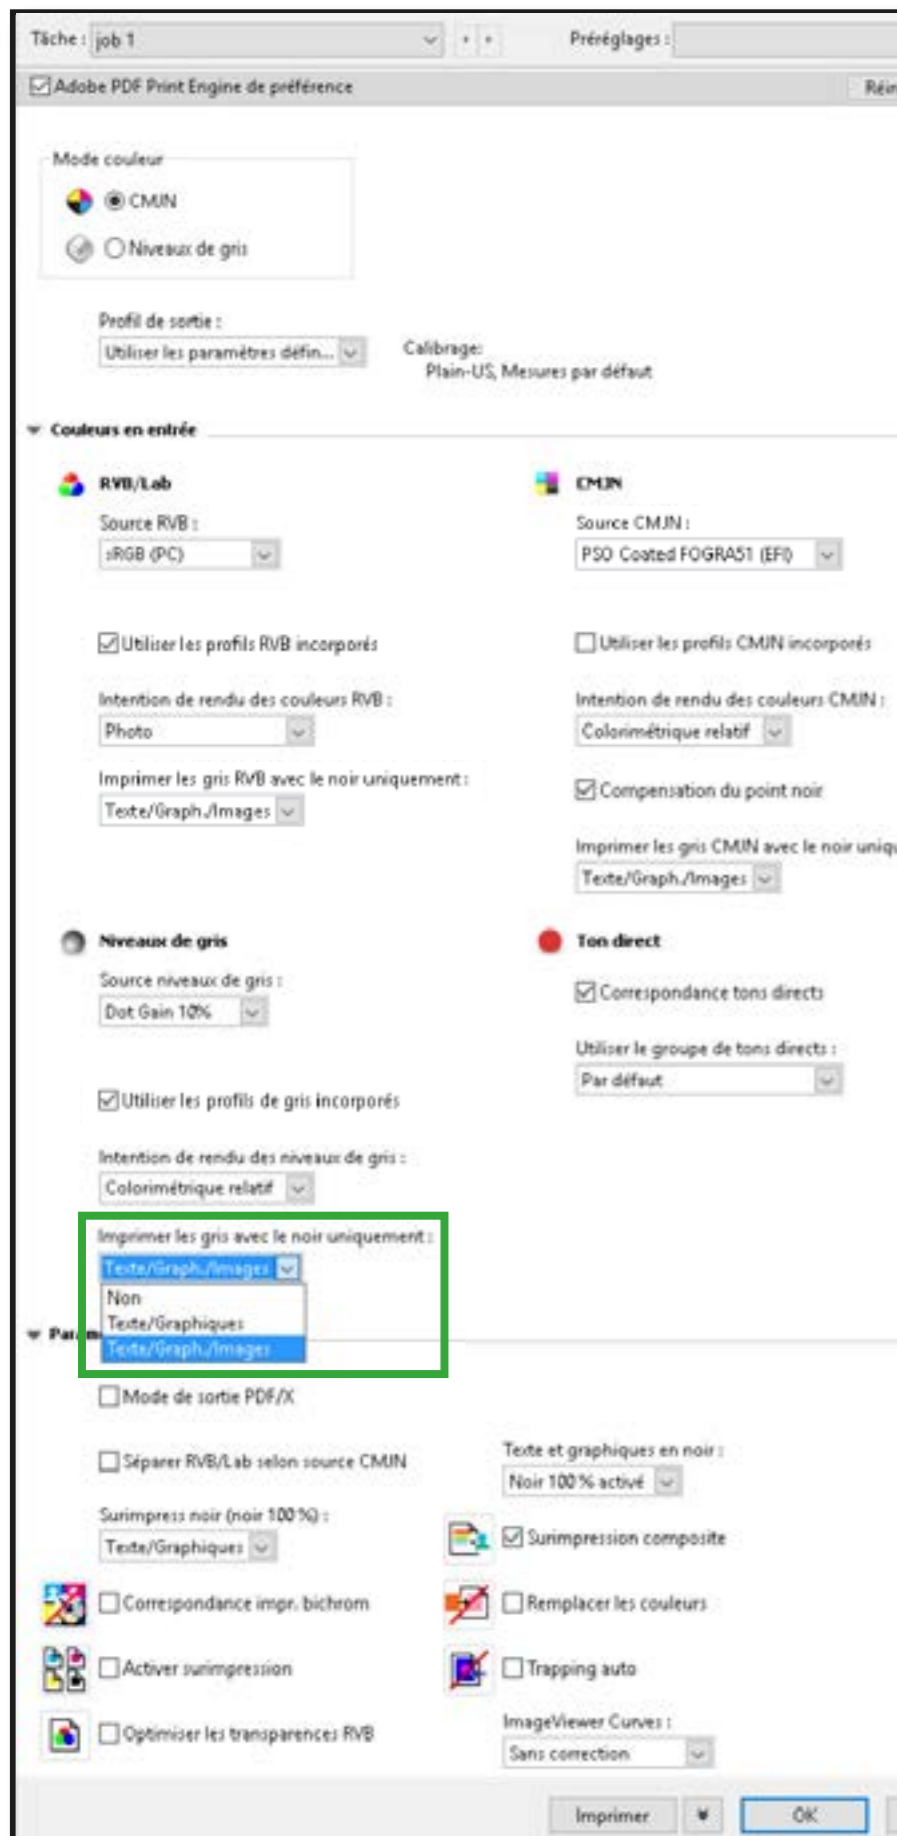 Tâche : job 1 Préréglages :
Adobe PDF Print Engine de préférence
Mode couleur
CMJN
Niveaux de gris
Profil de sortie :
Utiliser les paramètres défin...
Calibrage:
Plain-US, Mesures par défaut
Couleurs en entrée
RVB/Lab
Source RVB :
sRGB (PC)
Utiliser les profils RVB incorporés
Intention de rendu des couleurs RVB :
Photo
Imprimer les gris RVB avec le noir uniquement :
Texte/Graph./Images
CMJN
Source CMJN :
PSO Coated FOGRA51 (EFI)
Utiliser les profils CMJN incorporés
Intention de rendu des couleurs CMJN :
Colorimétrique relatif
Compensation du point noir
Imprimer les gris CMJN avec le noir uniqu
Texte/Graph./Images
Niveaux de gris
Source niveaux de gris :
Dot Gain 10%
Utiliser les profils de gris incorporés
Intention de rendu des niveaux de gris :
Colorimétrique relatif
Imprimer les gris avec le noir uniquement :
Texte/Graph./Images
Non
Texte/Graphiques
Texte/Graph./Images
Ton direct
Correspondance tons directs
Utiliser le groupe de tons directs :
Par défaut
Mode de sortie PDF/X
Séparer RVB/Lab selon source CMJN
Surimpress noir (noir 100 %) :
Texte/Graphiques
Correspondance impr. bichrom
Activer surimpression
Optimiser les transparences RVB
Texte et graphiques en noir :
Noir 100 % activé
Surimpression composite
Remplacer les couleurs
Trapping auto
ImageViewer Curves :
Sans correction
Imprimer OK